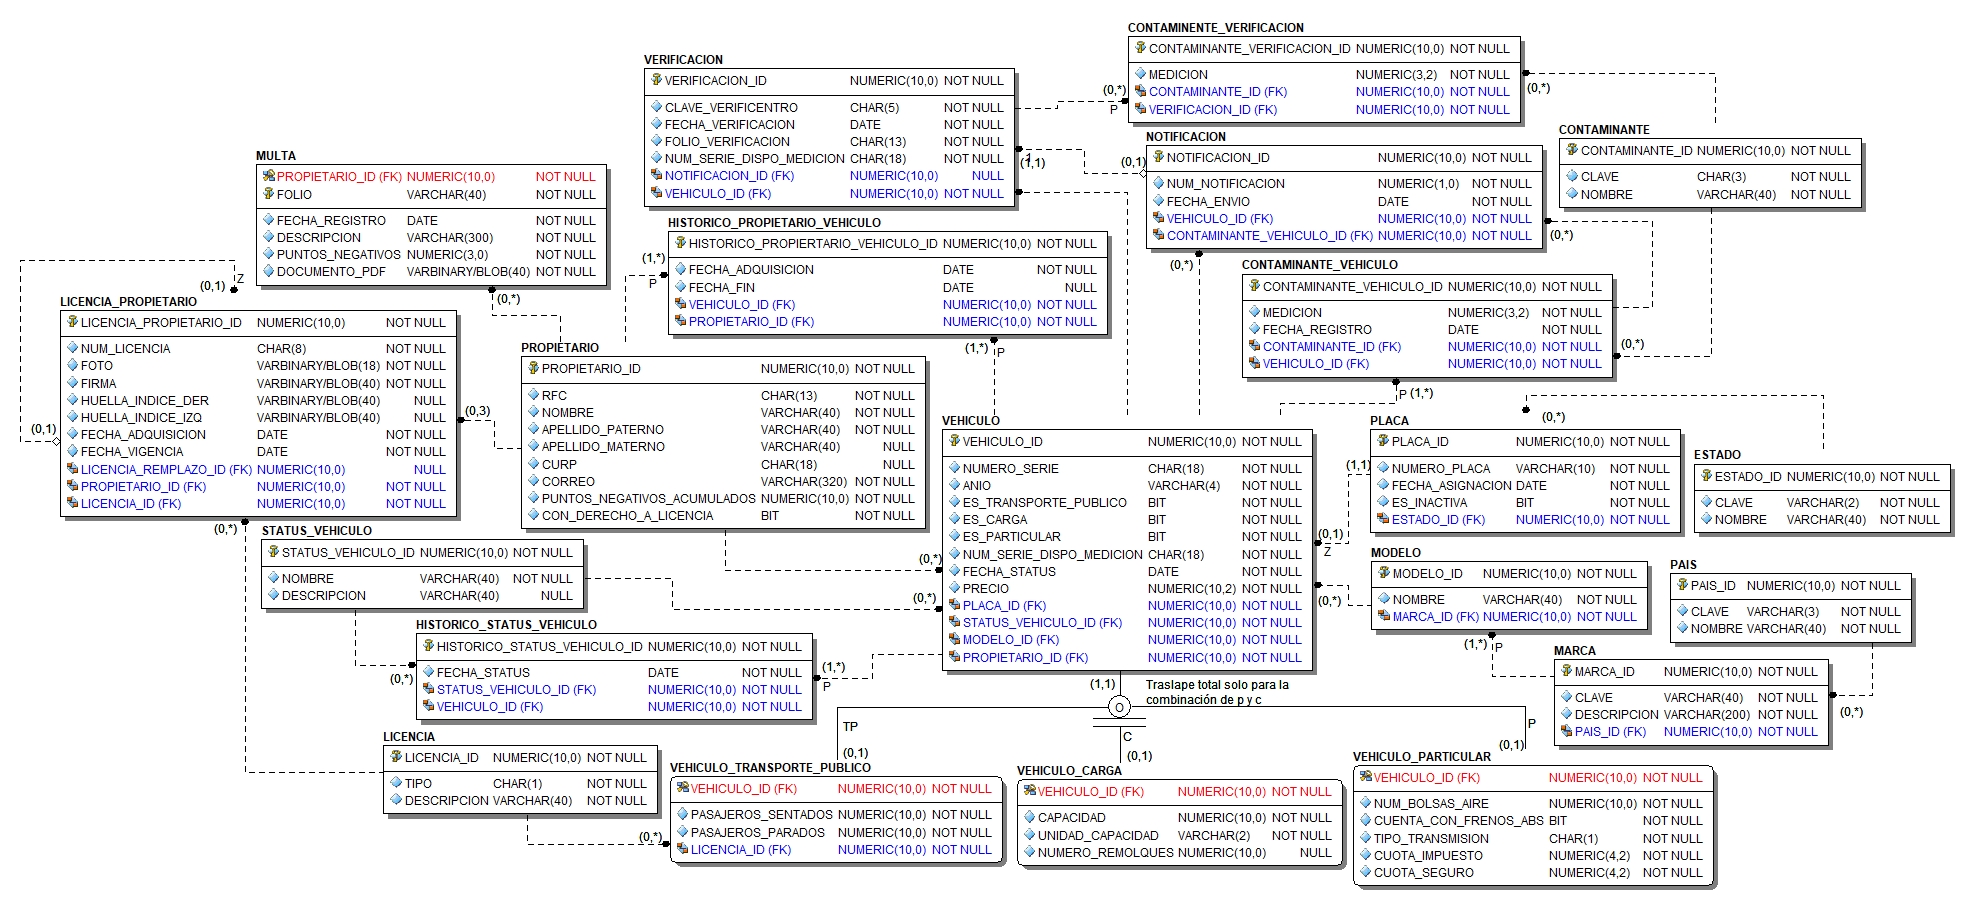 CONTAMINENTE_VERIFICACION
CONTAMINANTE_VERIFICACION_ID NUMERIC(10,0) NOT NULL
MEDICION NUMERIC(3,2) NOT NULL
CONTAMINANTE_ID (FK) NUMERIC(10,0) NOT NULL
VERIFICACION_ID (FK) NUMERIC(10,0) NOT NULL
(0,*)
P
(0,*)
VERIFICACION
VERIFICACION_ID NUMERIC(10,0) NOT NULL
CLAVE_VERIFICENTRO CHAR(5) NOT NULL
FECHA_VERIFICACION DATE NOT NULL
FOLIO_VERIFICACION CHAR(13) NOT NULL
NUM_SERIE_DISPO_MEDICION CHAR(18) NOT NULL
NOTIFICACION_ID (FK) NUMERIC(10,0) NULL
VEHICULO_ID (FK) NUMERIC(10,0) NOT NULL
(1,1)
(0,1)
NOTIFICACION
NOTIFICACION_ID NUMERIC(10,0) NOT NULL
NUM_NOTIFICACION NUMERIC(1,0) NOT NULL
FECHA_ENVIO DATE NOT NULL
VEHICULO_ID (FK) NUMERIC(10,0) NOT NULL
CONTAMINANTE_VEHICULO_ID (FK) NUMERIC(10,0) NOT NULL
(0,*)
(0,*)
CONTAMINANTE
CONTAMINANTE_ID NUMERIC(10,0) NOT NULL
CLAVE CHAR(3) NOT NULL
NOMBRE VARCHAR(40) NOT NULL
MULTA
PROPIETARIO_ID (FK) NUMERIC(10,0) NOT NULL
FOLIO VARCHAR(40) NOT NULL
FECHA_REGISTRO DATE NOT NULL
DESCRIPCION VARCHAR(300) NOT NULL
PUNTOS_NEGATIVOS NUMERIC(3,0) NOT NULL
DOCUMENTO_PDF VARBINARY/BLOB(40) NOT NULL
(0,*)
HISTORICO_PROPIETARIO_VEHICULO
HISTORICO_PROPIERTARIO_VEHICULO_ID NUMERIC(10,0) NOT NULL
FECHA_ADQUISICION DATE NOT NULL
FECHA_FIN DATE NULL
VEHICULO_ID (FK) NUMERIC(10,0) NOT NULL
PROPIETARIO_ID (FK) NUMERIC(10,0) NOT NULL
(1,*)
P
(1,*)
P
CONTAMINANTE_VEHICULO
CONTAMINANTE_VEHICULO_ID NUMERIC(10,0) NOT NULL
MEDICION NUMERIC(3,2) NOT NULL
FECHA_REGISTRO DATE NOT NULL
CONTAMINANTE_ID (FK) NUMERIC(10,0) NOT NULL
VEHICULO_ID (FK) NUMERIC(10,0) NOT NULL
(0,*)
P (1,*)
(0,1)
Z
LICENCIA_PROPIETARIO
LICENCIA_PROPIETARIO_ID NUMERIC(10,0) NOT NULL
NUM_LICENCIA CHAR(8) NOT NULL
FOTO VARBINARY/BLOB(18) NOT NULL
FIRMA VARBINARY/BLOB(40) NOT NULL
HUELLA_INDICE_DER VARBINARY/BLOB(40) NULL
HUELLA_INDICE_IZQ VARBINARY/BLOB(40) NULL
FECHA_ADQUISICION DATE NOT NULL
FECHA_VIGENCIA DATE NOT NULL
LICENCIA_REMPLAZO_ID (FK) NUMERIC(10,0) NULL
PROPIETARIO_ID (FK) NUMERIC(10,0) NOT NULL
LICENCIA_ID (FK) NUMERIC(10,0) NOT NULL
(0,1)
(0,3)
(0,*)
PROPIETARIO
PROPIETARIO_ID NUMERIC(10,0) NOT NULL
RFC CHAR(13) NOT NULL
NOMBRE VARCHAR(40) NOT NULL
APELLIDO_PATERNO VARCHAR(40) NOT NULL
APELLIDO_MATERNO VARCHAR(40) NULL
CURP CHAR(18) NULL
CORREO VARCHAR(320) NOT NULL
PUNTOS_NEGATIVOS_ACUMULADOS NUMERIC(10,0) NOT NULL
CON_DERECHO_A_LICENCIA BIT NOT NULL
(0,*)
VEHICULO
VEHICULO_ID NUMERIC(10,0) NOT NULL
NUMERO_SERIE CHAR(18) NOT NULL
ANIO VARCHAR(4) NOT NULL
ES_TRANSPORTE_PUBLICO BIT NOT NULL
ES_CARGA BIT NOT NULL
ES_PARTICULAR BIT NOT NULL
NUM_SERIE_DISPO_MEDICION CHAR(18) NOT NULL
FECHA_STATUS DATE NOT NULL
PRECIO NUMERIC(10,2) NOT NULL
PLACA_ID (FK) NUMERIC(10,0) NOT NULL
STATUS_VEHICULO_ID (FK) NUMERIC(10,0) NOT NULL
MODELO_ID (FK) NUMERIC(10,0) NOT NULL
PROPIETARIO_ID (FK) NUMERIC(10,0) NOT NULL
(1,1)
(0,1)
Z
(0,*)
PLACA
PLACA_ID NUMERIC(10,0) NOT NULL
NUMERO_PLACA VARCHAR(10) NOT NULL
FECHA_ASIGNACION DATE NOT NULL
ES_INACTIVA BIT NOT NULL
ESTADO_ID (FK) NUMERIC(10,0) NOT NULL
(0,*)
ESTADO
ESTADO_ID NUMERIC(10,0) NOT NULL
CLAVE VARCHAR(2) NOT NULL
NOMBRE VARCHAR(40) NOT NULL
STATUS_VEHICULO
STATUS_VEHICULO_ID NUMERIC(10,0) NOT NULL
NOMBRE VARCHAR(40) NOT NULL
DESCRIPCION VARCHAR(40) NULL
(0,*)
MODELO
MODELO_ID NUMERIC(10,0) NOT NULL
NOMBRE VARCHAR(40) NOT NULL
MARCA_ID (FK) NUMERIC(10,0) NOT NULL
(1,*)
P
PAIS
PAIS_ID NUMERIC(10,0) NOT NULL
CLAVE VARCHAR(3) NOT NULL
NOMBRE VARCHAR(40) NOT NULL
HISTORICO_STATUS_VEHICULO
HISTORICO_STATUS_VEHICULO_ID NUMERIC(10,0) NOT NULL
FECHA_STATUS DATE NOT NULL
STATUS_VEHICULO_ID (FK) NUMERIC(10,0) NOT NULL
VEHICULO_ID (FK) NUMERIC(10,0) NOT NULL
(0,*)
(1,*)
P
MARCA
MARCA_ID NUMERIC(10,0) NOT NULL
CLAVE VARCHAR(40) NOT NULL
DESCRIPCION VARCHAR(200) NOT NULL
PAIS_ID (FK) NUMERIC(10,0) NOT NULL
(0,*)
(1,1)
Traslape total solo para la
combinación de p y c
O
TP
(0,1)
C
(0,1)
P
(0,1)
LICENCIA
LICENCIA_ID NUMERIC(10,0) NOT NULL
TIPO CHAR(1) NOT NULL
DESCRIPCION VARCHAR(40) NOT NULL
(0,*)
VEHICULO_TRANSPORTE_PUBLICO
VEHICULO_ID (FK) NUMERIC(10,0) NOT NULL
PASAJEROS_SENTADOS NUMERIC(10,0) NOT NULL
PASAJEROS_PARADOS NUMERIC(10,0) NOT NULL
LICENCIA_ID (FK) NUMERIC(10,0) NOT NULL
VEHICULO_CARGA
VEHICULO_ID (FK) NUMERIC(10,0) NOT NULL
CAPACIDAD NUMERIC(10,0) NOT NULL
UNIDAD_CAPACIDAD VARCHAR(2) NOT NULL
NUMERO_REMOLQUES NUMERIC(10,0) NULL
VEHICULO_PARTICULAR
VEHICULO_ID (FK) NUMERIC(10,0) NOT NULL
NUM_BOLSAS_AIRE NUMERIC(10,0) NOT NULL
CUENTA_CON_FRENOS_ABS BIT NOT NULL
TIPO_TRANSMISION CHAR(1) NOT NULL
CUOTA_IMPUESTO NUMERIC(4,2) NOT NULL
CUOTA_SEGURO NUMERIC(4,2) NOT NULL